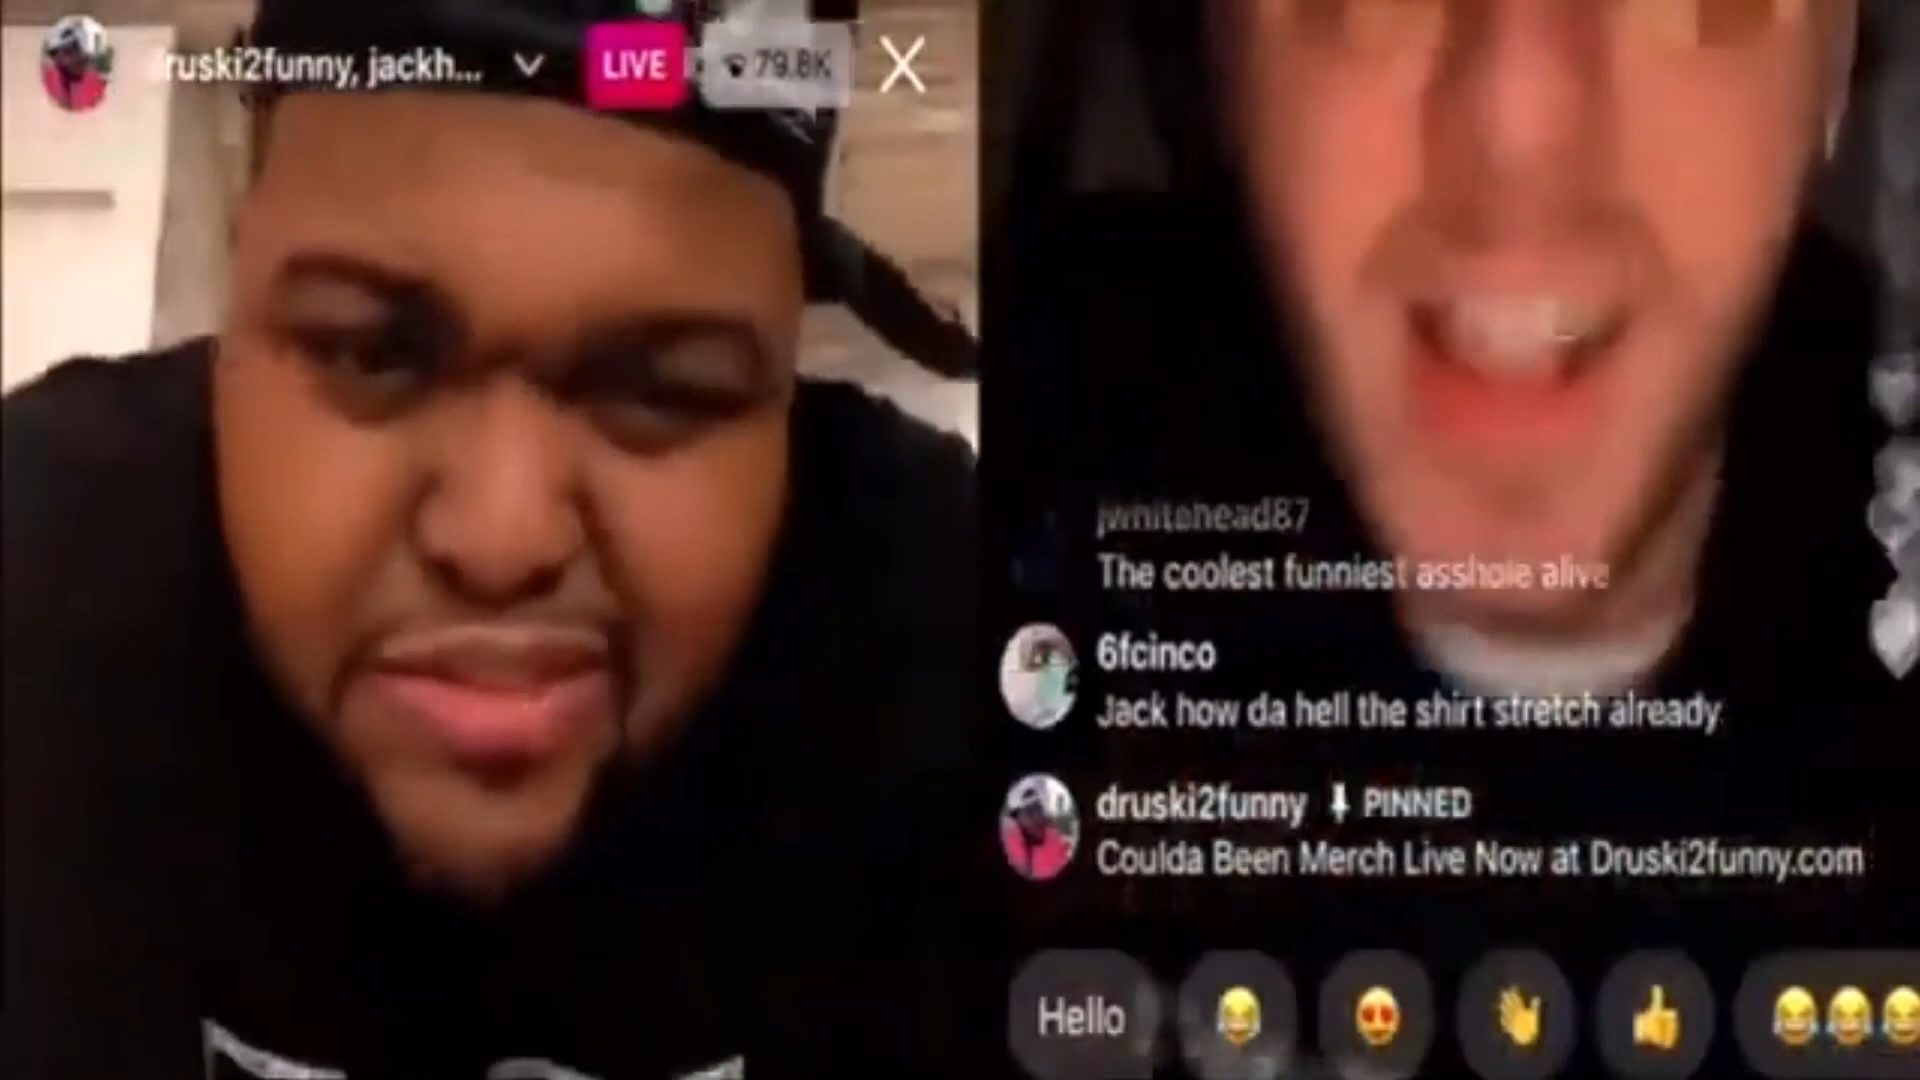 ruski2funny, jackh...
LIVE
79.8K
jwhitehead87
The coolest funniest asshole alive
6fcinco
Jack how da hell the shirt stretch already
druski2funny PINNED
Coulda Been Merch Live Now at Druski2funny.com
Hello